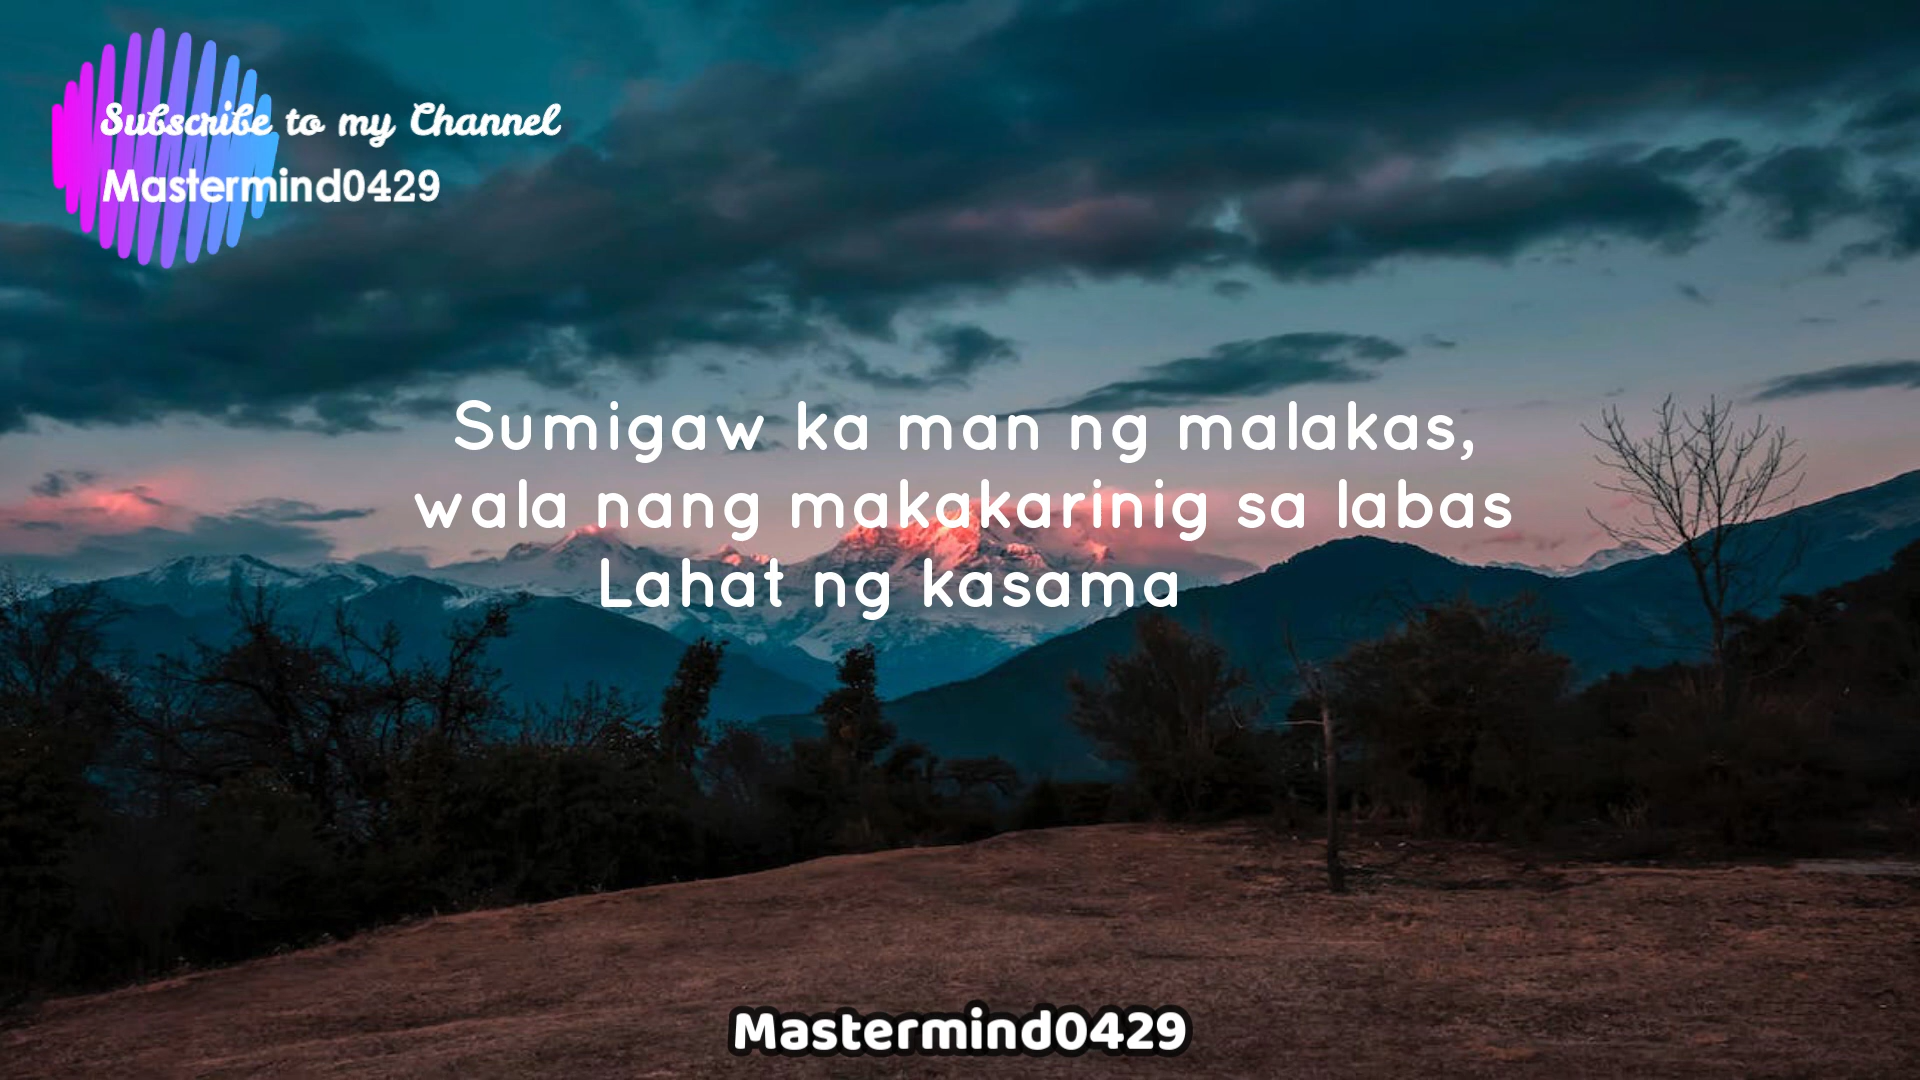 Subscribe to my Channel
Mastermind0429
Sumigaw ka man ng malakas,
wala nang makakarinig sa labas
Lahat ng kasama
Mastermind0429